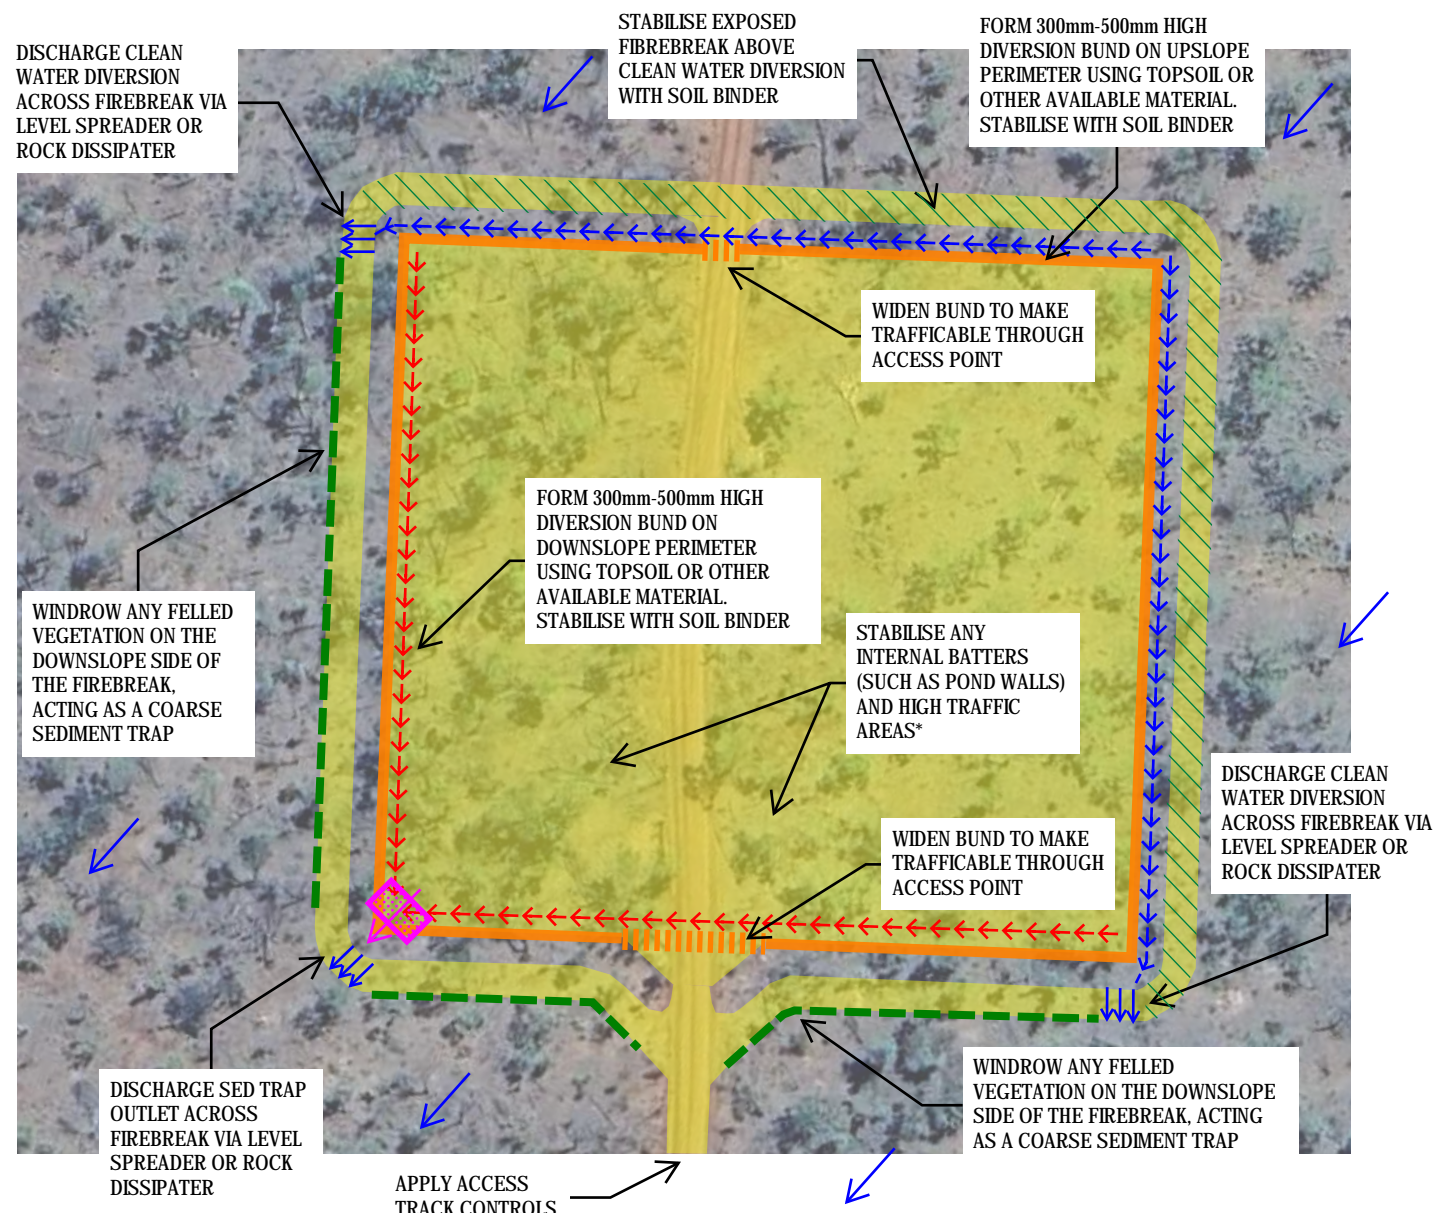 DISCHARGE CLEAN
WATER DIVERSION
ACROSS FIREBREAK VIA
LEVEL SPREADER OR
ROCK DISSIPATER
STABILISE EXPOSED
FIBREBREAK ABOVE
CLEAN WATER DIVERSION
WITH SOIL BINDER
FORM 300mm-500mm HIGH
DIVERSION BUND ON UPSLOPE
PERIMETER USING TOPSOIL OR
OTHER AVAILABLE MATERIAL.
STABILISE WITH SOIL BINDER
WIDEN BUND TO MAKE
TRAFFICABLE THROUGH
ACCESS POINT
FORM 300mm-500mm HIGH
DIVERSION BUND ON
DOWNSLOPE PERIMETER
USING TOPSOIL OR OTHER
AVAILABLE MATERIAL.
STABILISE WITH SOIL BINDER
WINDROW ANY FELLED
VEGETATION ON THE
DOWNSLOPE SIDE OF
THE FIREBREAK,
ACTING AS A COARSE
SEDIMENT TRAP
STABILISE ANY
INTERNAL BATTERS
(SUCH AS POND WALLS)
AND HIGH TRAFFIC
AREAS*
DISCHARGE CLEAN
WATER DIVERSION
ACROSS FIREBREAK VIA
LEVEL SPREADER OR
ROCK DISSIPATER
WIDEN BUND TO MAKE
TRAFFICABLE THROUGH
ACCESS POINT
DISCHARGE SED TRAP
OUTLET ACROSS
FIREBREAK VIA LEVEL
SPREADER OR ROCK
DISSIPATER
WINDROW ANY FELLED
VEGETATION ON THE DOWNSLOPE
SIDE OF THE FIREBREAK, ACTING
AS A COARSE SEDIMENT TRAP
APPLY ACCESS
TRACK CONTROLS